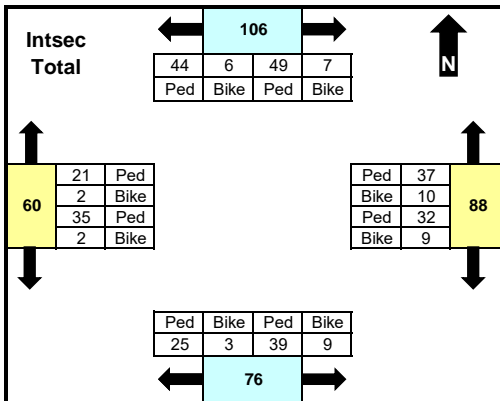 Intsec
Total
106
N
44 6 49 7
Ped Bike Ped Bike
60
21 Ped
2 Bike
35 Ped
2 Bike
Ped 37
Bike 10
Ped 32
Bike 9
88
Ped Bike Ped Bike
25 3 39 9
76